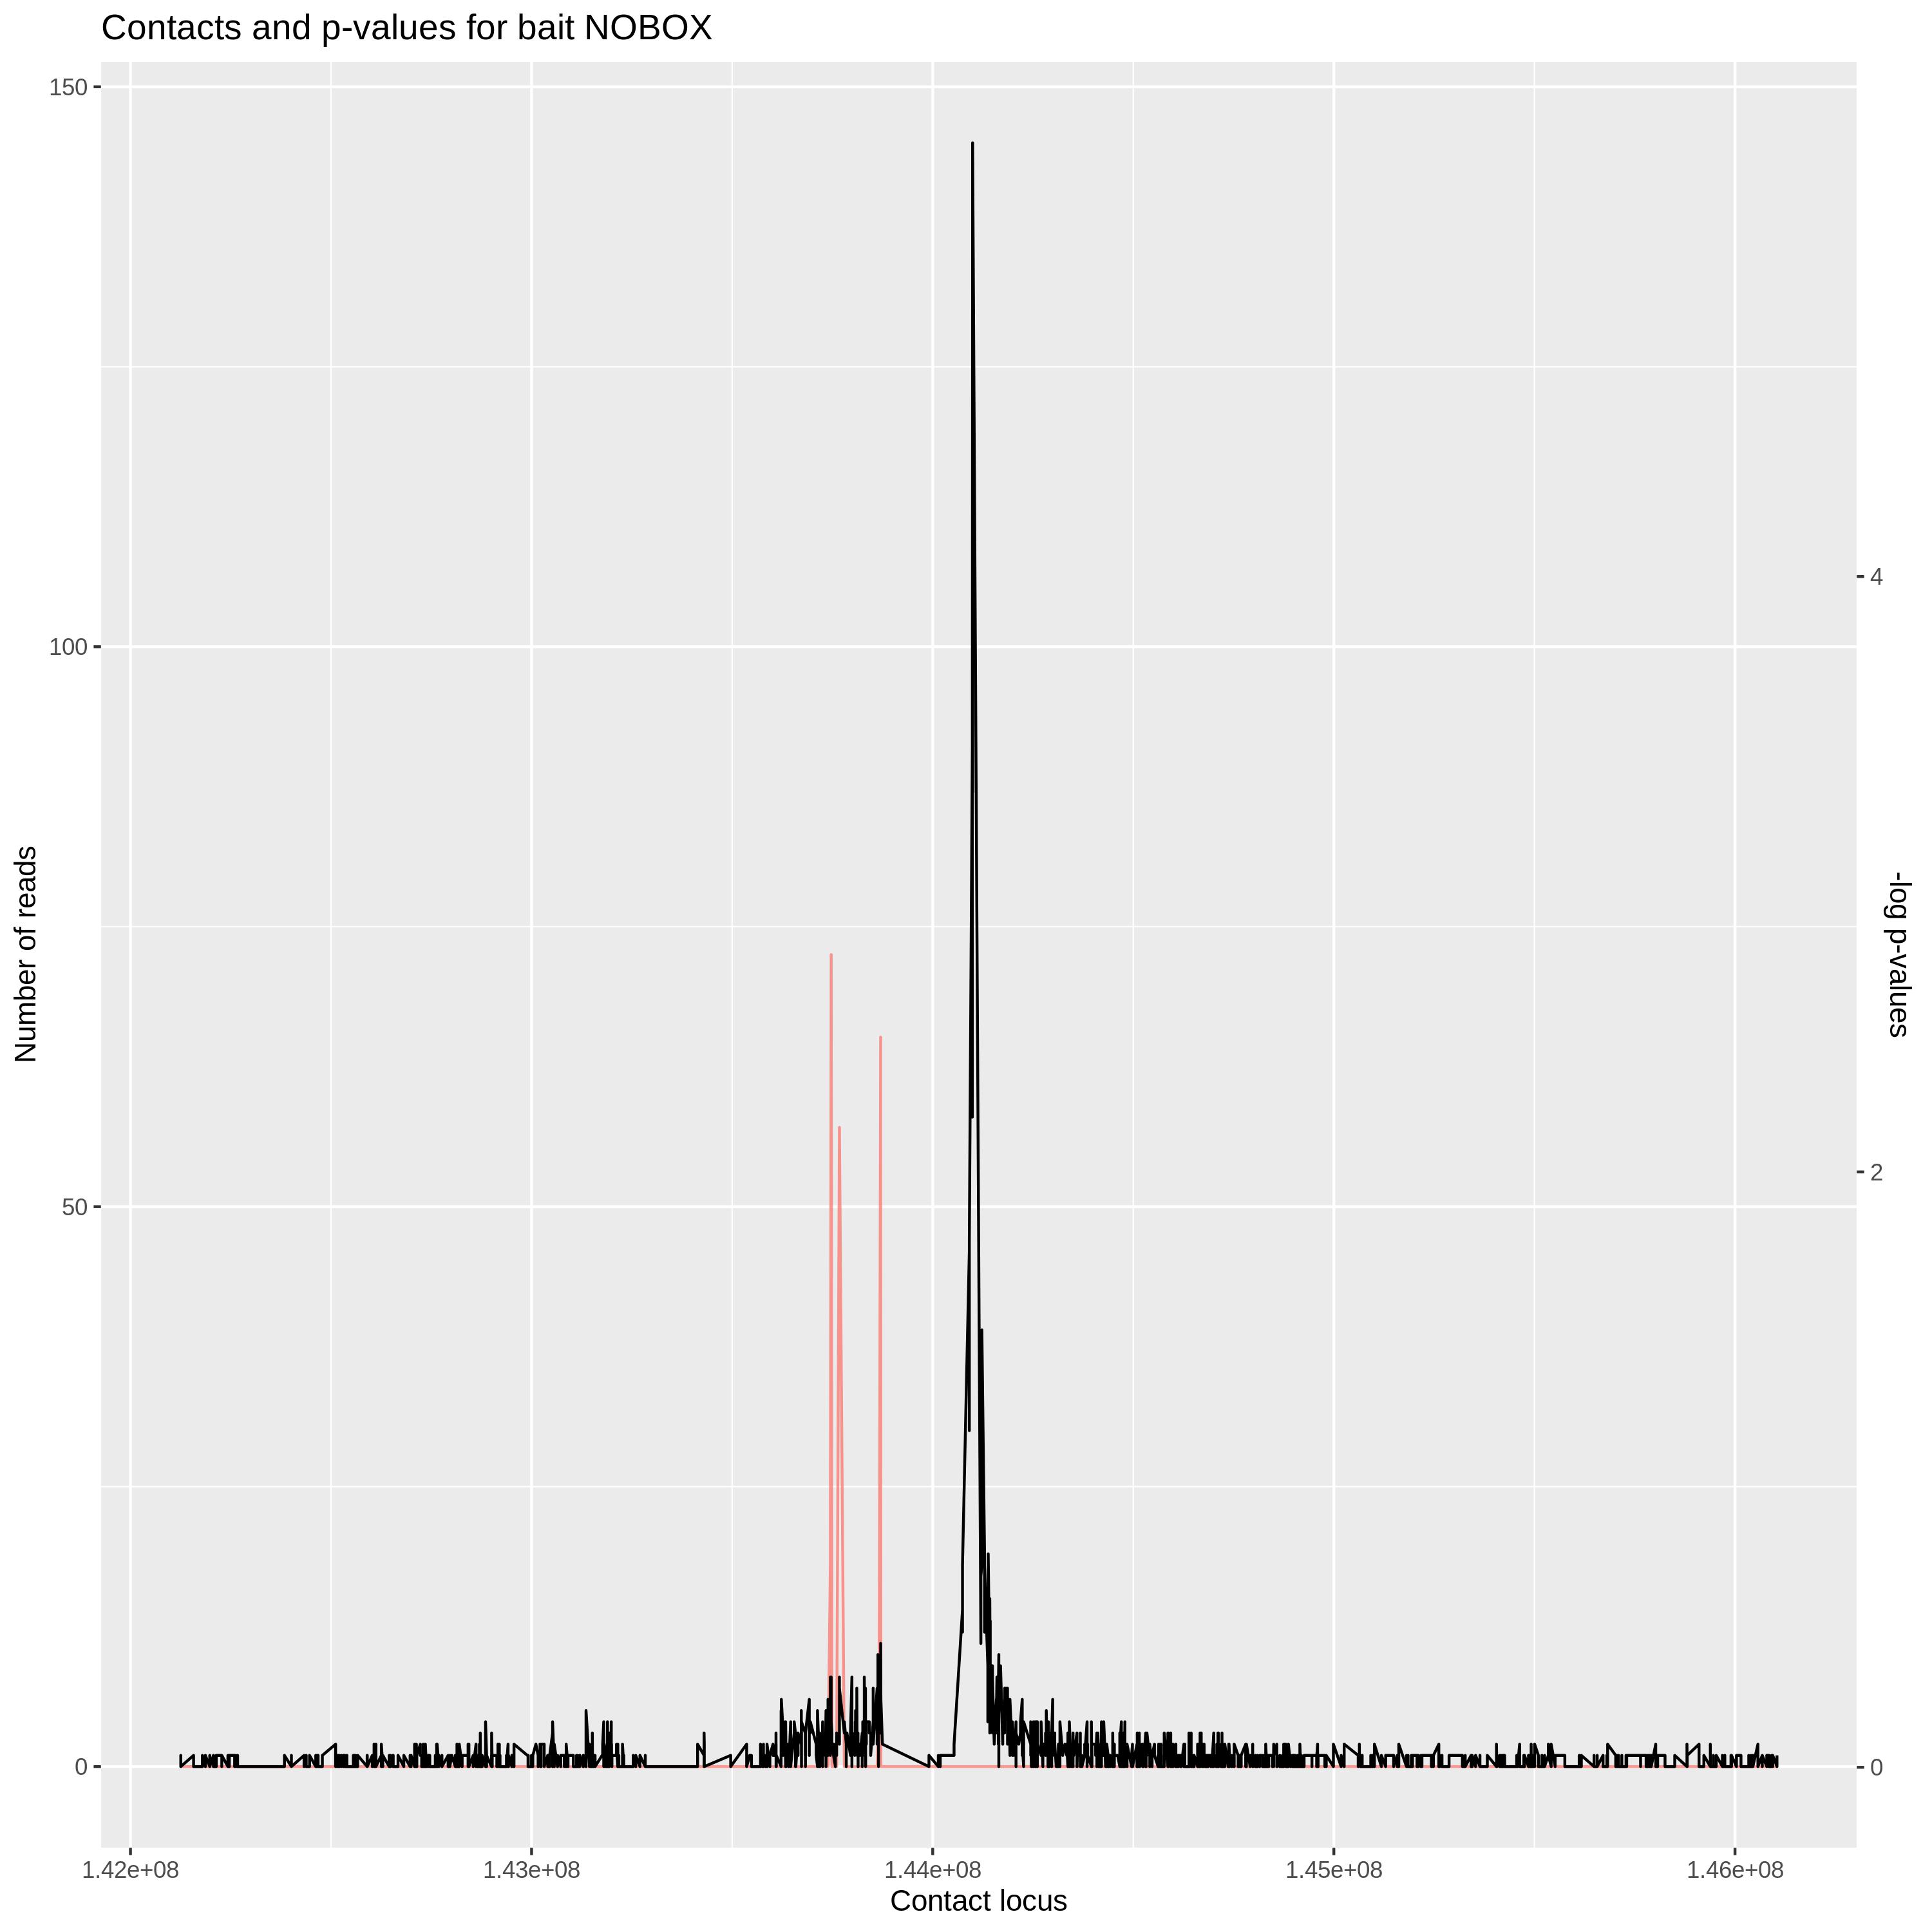 Contacts and p-values for bait NOBOX
150
100
50
0
Number of reads
4
2
0
-log p-values
1.42e+08 1.43e+08 1.44e+08 1.45e+08 1.46e+08
Contact locus